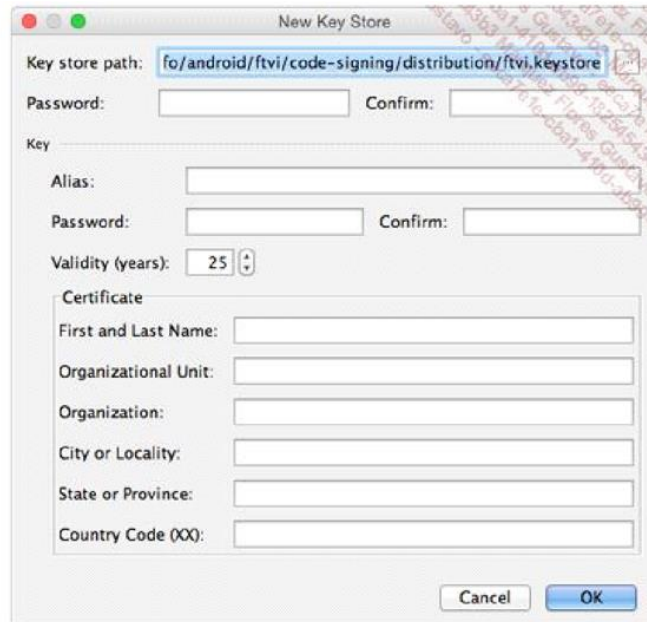 New Key Store
Key store path: fo/android/ftvi/code-signing/distribution/ftvi.keystore ...
Password: Confirm:
Key
Alias:
Password: Confirm:
Validity (years): 25
Certificate
First and Last Name:
Organizational Unit:
Organization:
City or Locality:
State or Province:
Country Code (XX):
Cancel OK